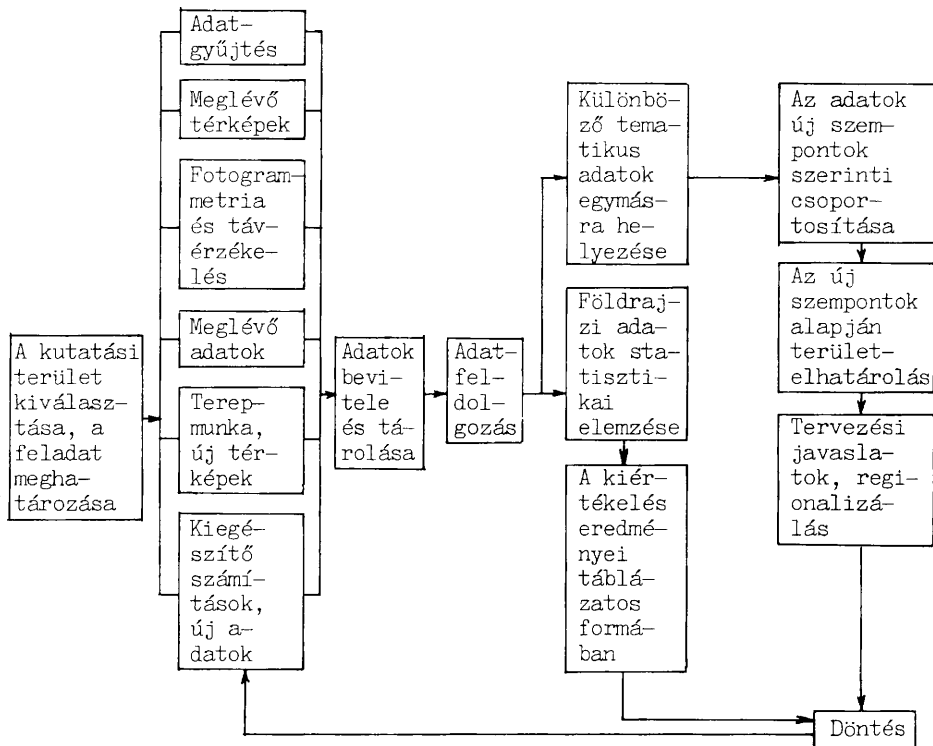 A kutatási
terület
kiválasz-
tása, a
feladat
megha-
tározása
Adat-
gyűjtés
Meglévő
térképek
Fotogram-
metria
és táv-
érzéke-
lés
Meglévő
adatok
Terep-
munka,
új tér-
képek
Kiegé-
szítő
számí-
tások,
új a-
datok
Adatok
bevi-
tele
és tá-
rolása
Adat-
fel-
dol-
gozás
Különbö-
ző tema-
tikus
adatok
egymás-
ra he-
lyezése
Földraj-
zi ada-
tok sta-
tiszti-
kai
elemzése
A kiér-
tékelés
eredmé-
nyei
táblá-
zatos
formá-
ban
Az adatok
új szem-
pontok
szerinti
csopor-
tosítása
Az új
szempontok
alapján
terület-
elhatárolás
Tervezési
javasla-
tok, regi-
onalizá-
lás
Döntés